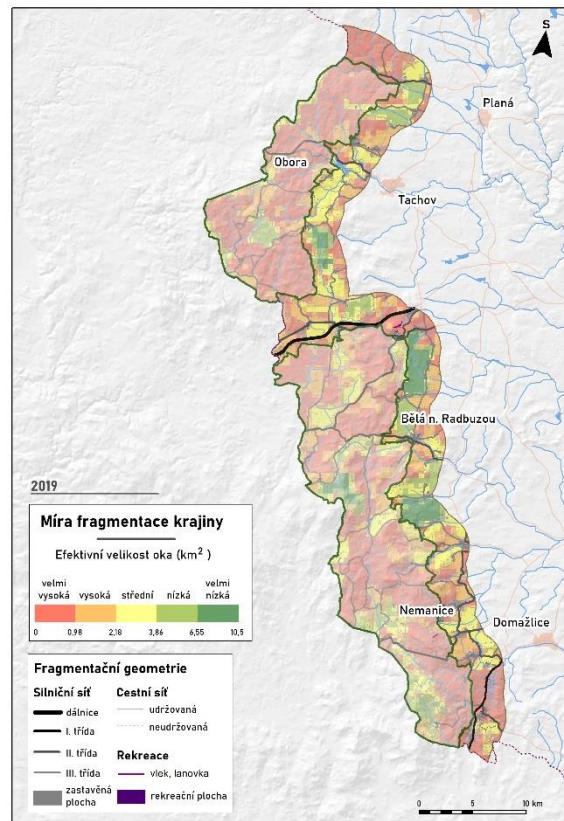 S
Planá
Obora
Tachov
Bělá n. Radbuzou
2019
Míra fragmentace krajiny
Efektivní velikost oka (km²)
velmi vysoká
vysoká
střední
nízká
velmi nízká
0 0,98 2,18 3,86 6,55 10,5
Nemanice
Domažlice
Fragmentační geometrie
Silniční síť
dálnice
I. třída
II. třída
III. třída
zastavěná
plocha
Cestní síť
udržovaná
neudržovaná
Rekreace
vlek, lanovka
rekreační plocha
0 5 10 km